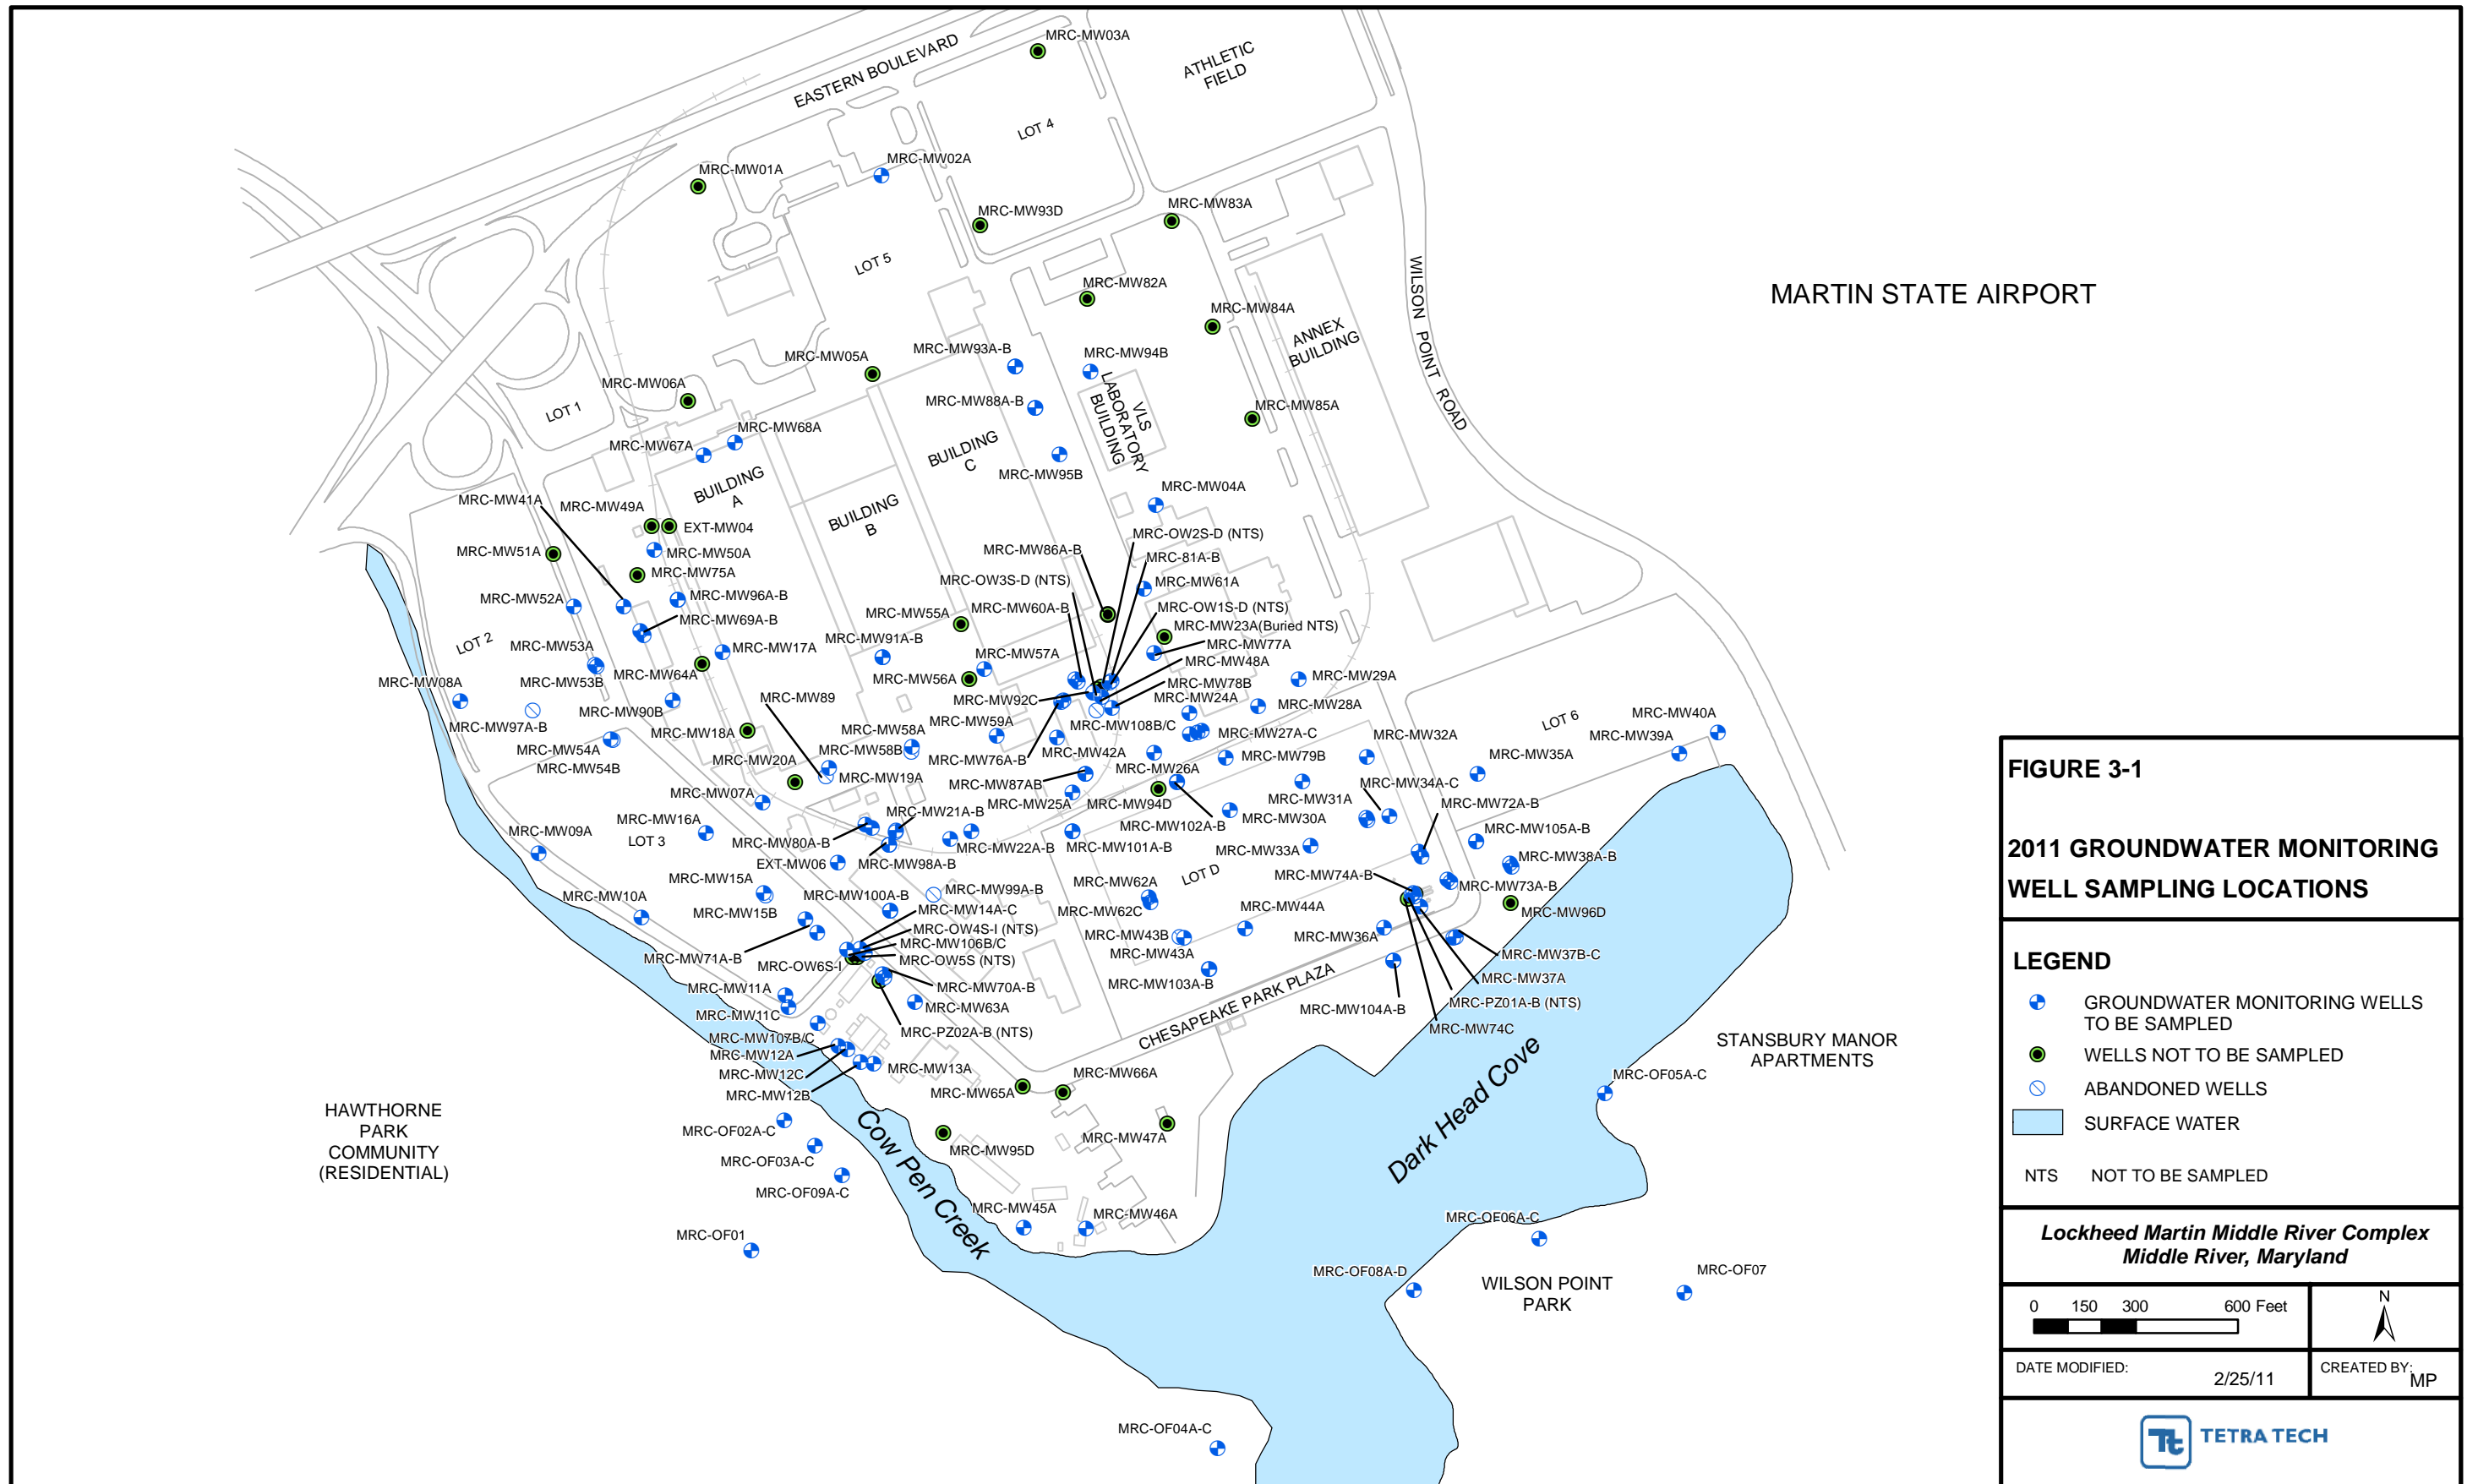 MRC-MW03A
EASTERN BOULEVARD
ATHLETIC
FIELD
LOT 4
MRC-MW02A
MRC-MW01A
MRC-MW93D
MRC-MW83A
LOT 5
MRC-MW82A
MARTIN STATE AIRPORT
WILSON POINT ROAD
MRC-MW84A
ANNEX
BUILDING
MRC-MW05A
MRC-MW93A-B
MRC-MW94B
MRC-MW06A
MRC-MW88A-B
VLS
LABORATORY
BUILDING
MRC-MW85A
LOT 1
MRC-MW67A
MRC-MW68A
BUILDING
C
MRC-MW95B
BUILDING
A
BUILDING
B
MRC-MW04A
MRC-MW41A
MRC-MW49A
EXT-MW04
MRC-MW51A
MRC-MW50A
MRC-MW75A
MRC-OW2S-D (NTS)
MRC-MW86A-B
MRC-81A-B
MRC-OW3S-D (NTS)
MRC-MW61A
MRC-MW52A
MRC-MW96A-B
MRC-MW69A-B
MRC-MW55A
MRC-MW60A-B
MRC-OW1S-D (NTS)
MRC-MW23A(Buried NTS)
LOT 2
MRC-MW53A
MRC-MW17A
MRC-MW91A-B
MRC-MW77A
MRC-MW57A
MRC-MW48A
MRC-MW64A
MRC-MW08A
MRC-MW53B
MRC-MW56A
MRC-MW78B
MRC-MW29A
MRC-MW89
MRC-MW92C
MRC-MW24A
MRC-MW28A
MRC-MW97A-B
MRC-MW90B
MRC-MW59A
MRC-MW108B/C
MRC-MW18A
MRC-MW58A
MRC-MW27A-C
MRC-MW32A
LOT 6
MRC-MW40A
MRC-MW39A
MRC-MW54A
MRC-MW58B
MRC-MW42A
MRC-MW54B
MRC-MW20A
MRC-MW76A-B
MRC-MW26A
MRC-MW79B
MRC-MW35A
MRC-MW19A
MRC-MW87AB
MRC-MW34A-C
MRC-MW07A
MRC-MW25A
MRC-MW94D
MRC-MW31A
MRC-MW72A-B
MRC-MW16A
MRC-MW21A-B
MRC-MW102A-B
MRC-MW30A
MRC-MW09A
LOT 3
MRC-MW80A-B
MRC-MW22A-B
MRC-MW101A-B
MRC-MW33A
MRC-MW105A-B
EXT-MW06
MRC-MW98A-B
MRC-MW38A-B
MRC-MW15A
MRC-MW100A-B
MRC-MW99A-B
MRC-MW62A
LOT D
MRC-MW74A-B
MRC-MW73A-B
MRC-MW10A
MRC-MW15B
MRC-MW14A-C
MRC-MW62C
MRC-MW44A
MRC-MW96D
MRC-OW4S-I (NTS)
MRC-MW43B
MRC-MW36A
MRC-MW106B/C
MRC-MW71A-B
MRC-OW6S-I
MRC-OW5S (NTS)
MRC-MW43A
MRC-MW37B-C
MRC-MW11A
MRC-MW70A-B
MRC-MW103A-B
MRC-MW37A
MRC-MW63A
MRC-MW11C
MRC-MW104A-B
MRC-PZ01A-B (NTS)
MRC-PZ02A-B (NTS)
CHESAPEAKE PARK PLAZA
MRC-MW74C
MRC-MW107B/C
MRC-MW12A
MRC-MW12C
MRC-MW13A
MRC-MW12B
MRC-MW65A
MRC-MW66A
STANSBURY MANOR
APARTMENTS
MRC-OF05A-C
HAWTHORNE
PARK
COMMUNITY
(RESIDENTIAL)
MRC-OF02A-C
MRC-MW47A
Dark Head Cove
Cow Pen Creek
MRC-MW95D
MRC-OF03A-C
MRC-OF09A-C
MRC-MW45A
MRC-MW46A
MRC-OF06A-C
MRC-OF01
MRC-OF08A-D
WILSON POINT
PARK
MRC-OF07
MRC-OF04A-C
FIGURE 3-1
2011 GROUNDWATER MONITORING
WELL SAMPLING LOCATIONS
LEGEND
GROUNDWATER MONITORING WELLS
TO BE SAMPLED
WELLS NOT TO BE SAMPLED
ABANDONED WELLS
SURFACE WATER
NTS NOT TO BE SAMPLED
Lockheed Martin Middle River Complex
Middle River, Maryland
0 150 300 600 Feet
N
DATE MODIFIED: 2/25/11
CREATED BY: MP
Tt TETRA TECH